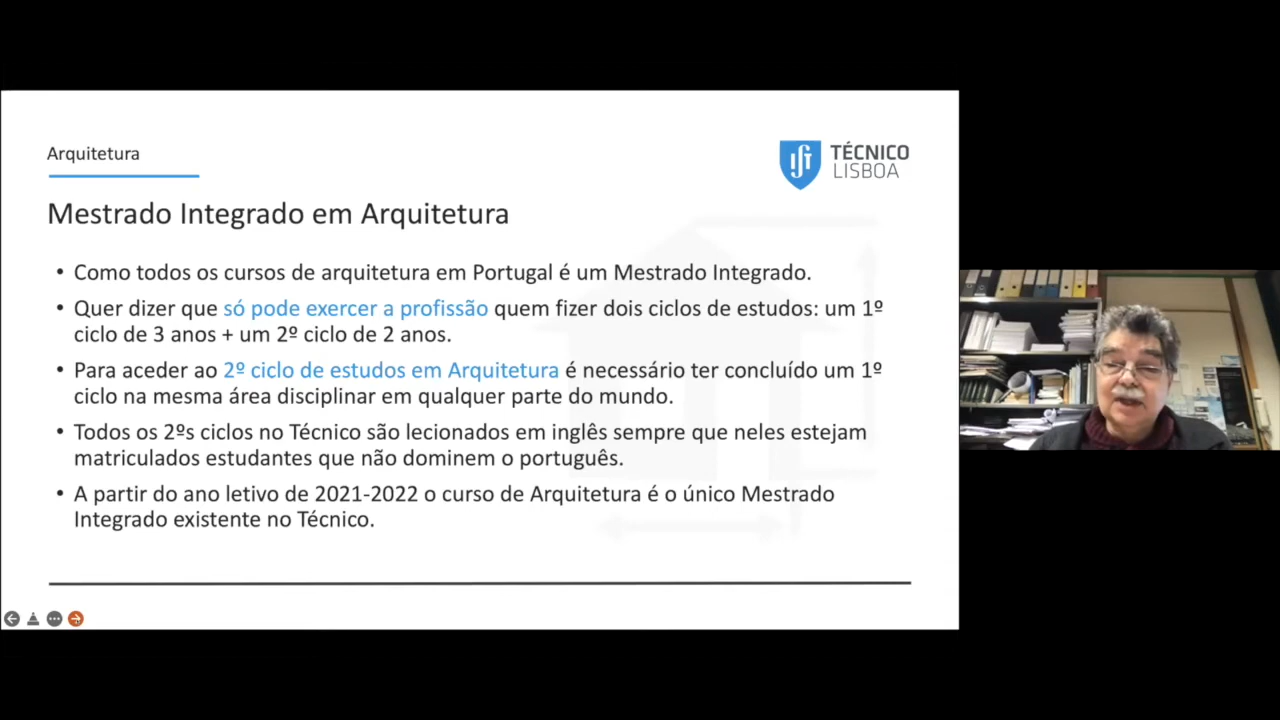 Arquitetura
TÉCNICO
LISBOA
Mestrado Integrado em Arquitetura
• Como todos os cursos de arquitetura em Portugal é um Mestrado Integrado.
• Quer dizer que só pode exercer a profissão quem fizer dois ciclos de estudos: um 1º
ciclo de 3 anos + um 2º ciclo de 2 anos.
• Para aceder ao 2º ciclo de estudos em Arquitetura é necessário ter concluído um 1º
ciclo na mesma área disciplinar em qualquer parte do mundo.
• Todos os 2ºs ciclos no Técnico são lecionados em inglês sempre que neles estejam
matriculados estudantes que não dominem o português.
• A partir do ano letivo de 2021-2022 o curso de Arquitetura é o único Mestrado
Integrado existente no Técnico.